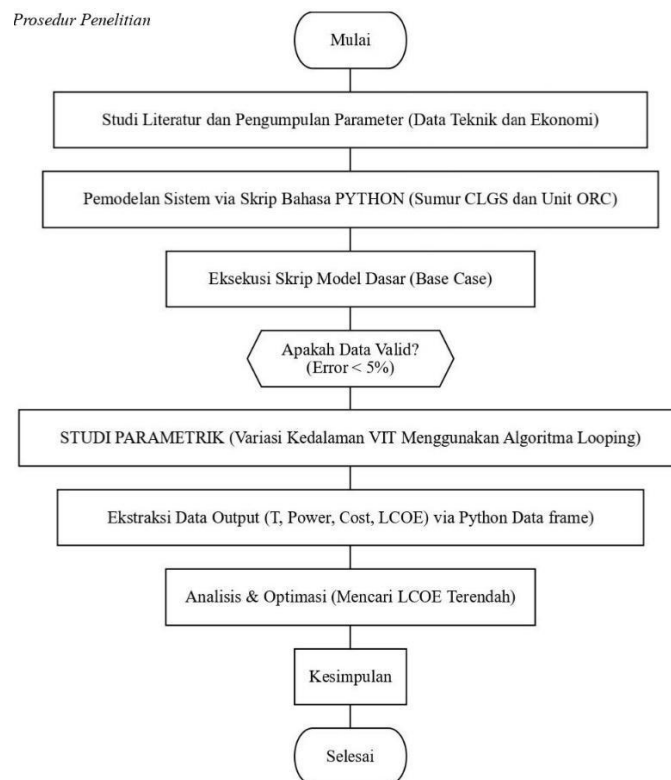 Prosedur Penelitian
Mulai
Studi Literatur dan Pengumpulan Parameter (Data Teknik dan Ekonomi)
Pemodelan Sistem via Skrip Bahasa PYTHON (Sumur CLGS dan Unit ORC)
Eksekusi Skrip Model Dasar (Base Case)
Apakah Data Valid?
(Error < 5%)
STUDI PARAMETRIK (Variasi Kedalaman VIT Menggunakan Algoritma Looping)
Ekstraksi Data Output (T, Power, Cost, LCOE) via Python Data frame)
Analisis & Optimasi (Mencari LCOE Terendah)
Kesimpulan
Selesai